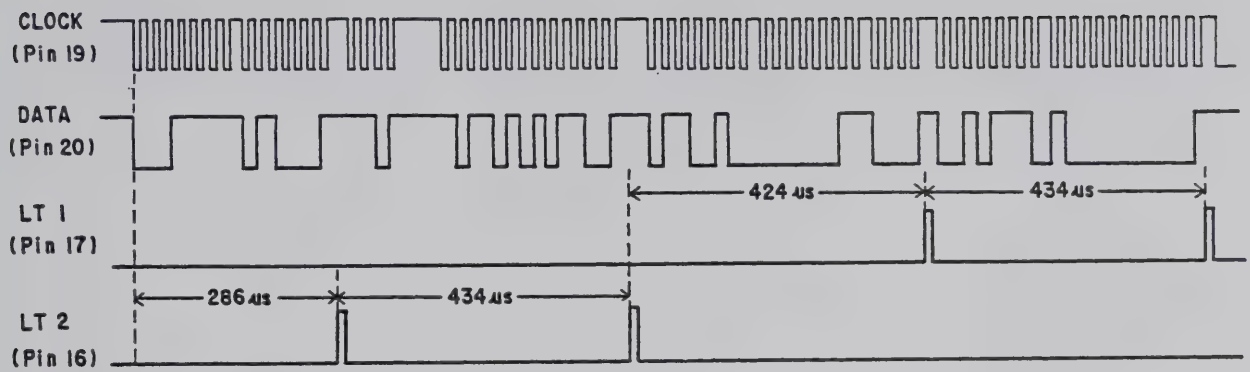 CLOCK
(Pin 19)
DATA
(Pin 20)
424 µs
434 µs
LT 1
(Pin 17)
286 µs
434 µs
LT 2
(Pin 16)